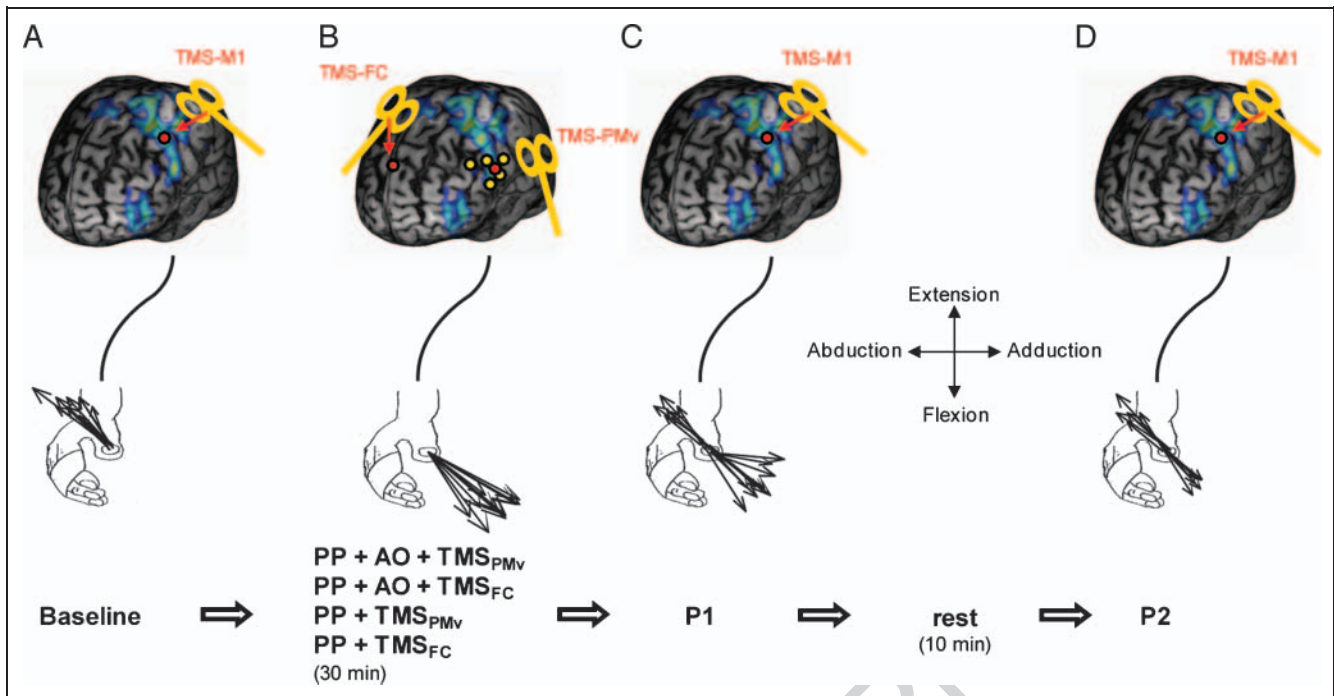 A
B
C
D
TMS-M1
TMS-FC
TMS-PMv
TMS-M1
TMS-M1
Extension
Abduction
Adduction
Flexion
PP + AO + TMSPMv
PP + AO + TMSFC
PP + TMSPMv
PP + TMSFC
(30 min)
Baseline
P1
rest
(10 min)
P2